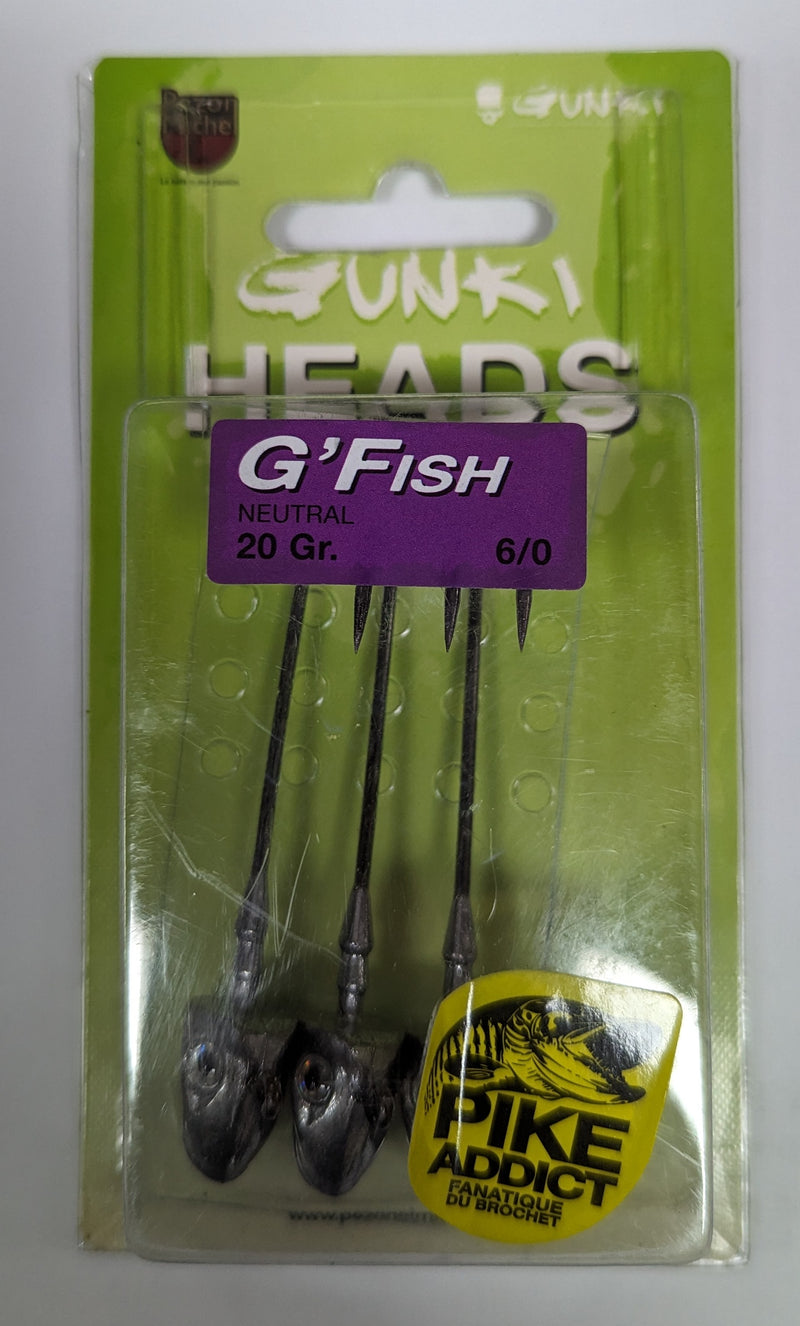 GUNKI
GUNKI
HEADS
G'FISH
NEUTRAL
20 Gr.
6/0
PIKE
ADDICT
FANATIQUE
DU BROCHET